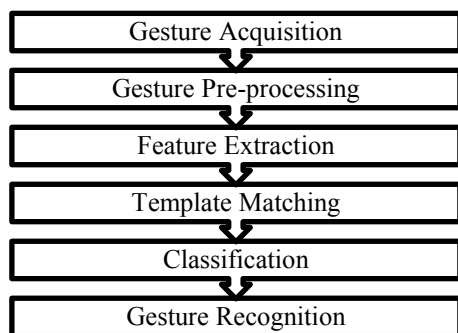 Gesture Acquisition
Gesture Pre-processing
Feature Extraction
Template Matching
Classification
Gesture Recognition